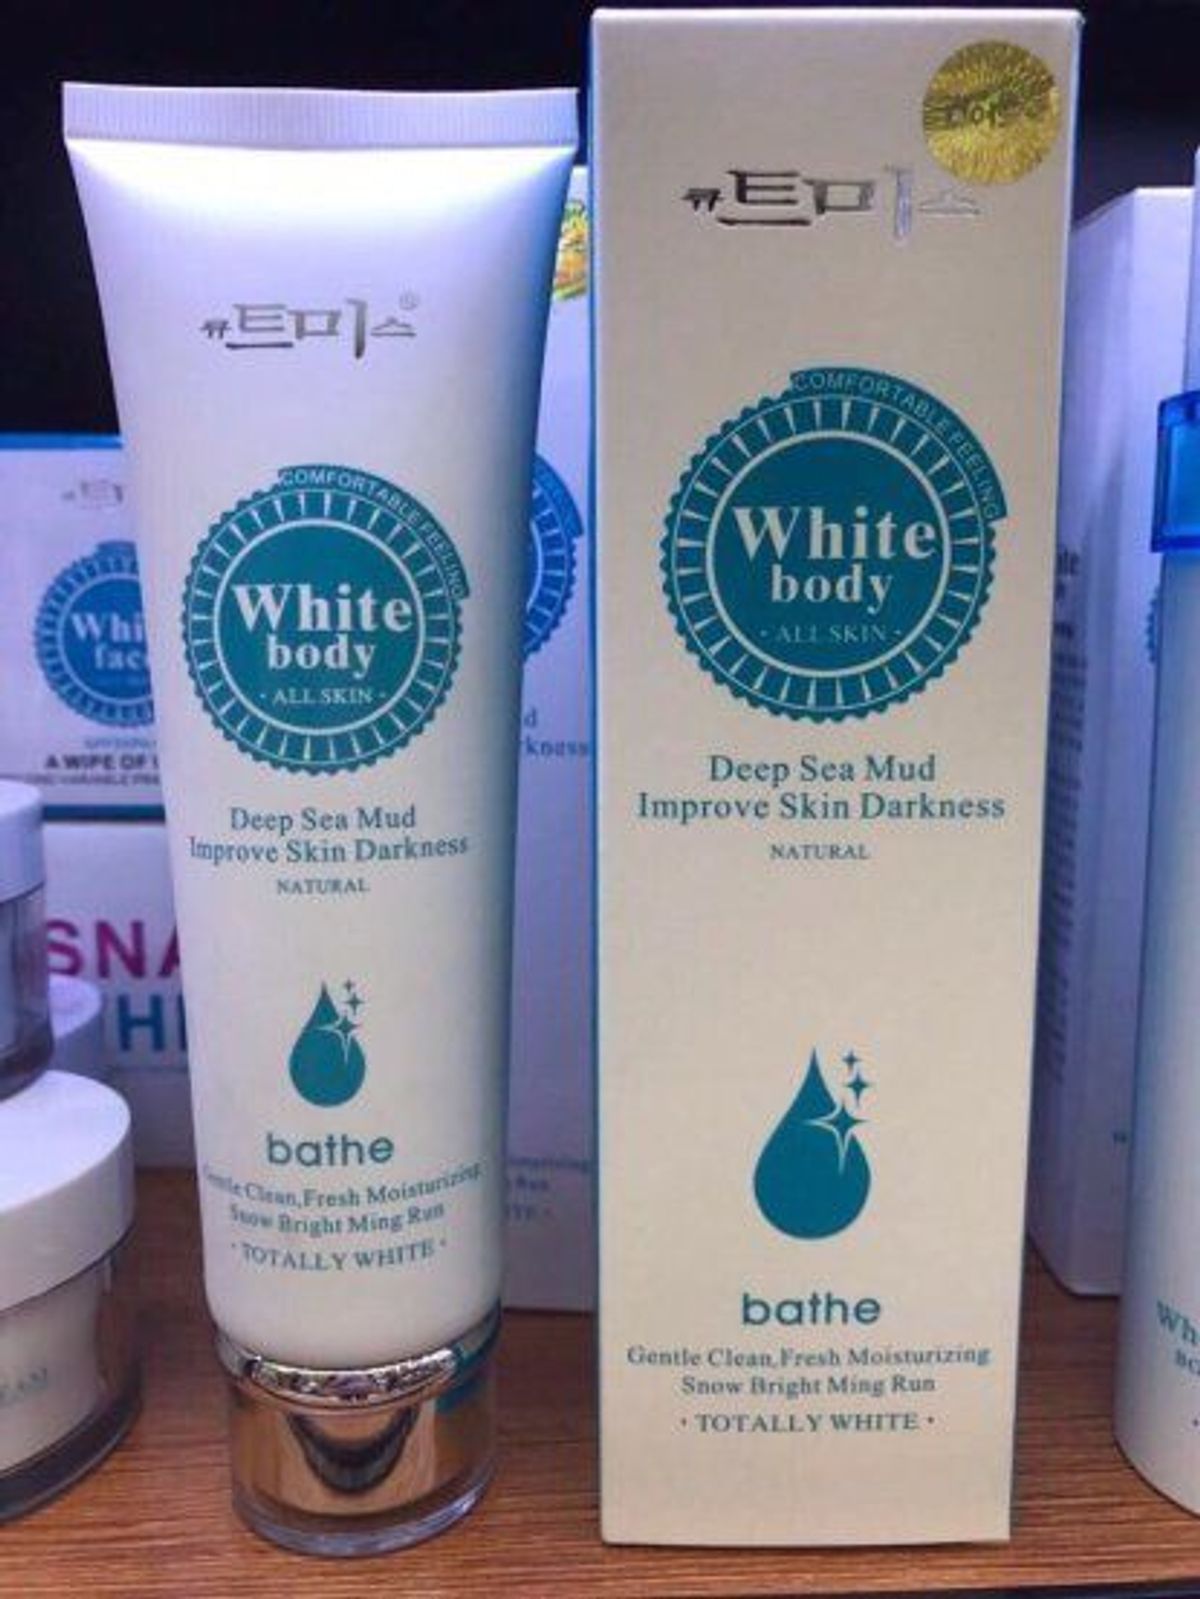 큐트미스
COMFORTABLE FEELING
White
body
· ALL SKIN ·
Deep Sea Mud
Improve Skin Darkness
NATURAL
bathe
Gentle Clean,Fresh Moisturizing
Snow Bright Ming Run
· TOTALLY WHITE ·
큐트미스
COMFORTABLE FEELING
White
body
· ALL SKIN ·
Deep Sea Mud
Improve Skin Darkness
NATURAL
bathe
Gentle Clean,Fresh Moisturizing
Snow Bright Ming Run
· TOTALLY WHITE ·
A WIPE OF